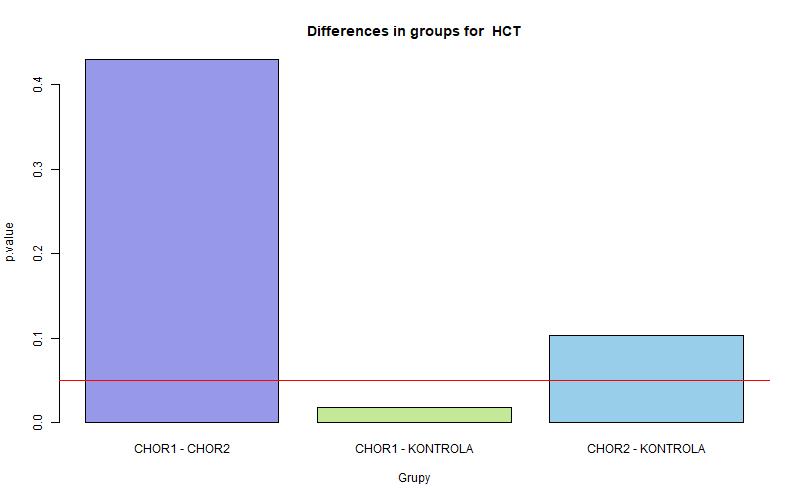 Differences in groups for  HCT
p.value
0.4
0.3
0.2
0.1
0.0
CHOR1 - CHOR2
CHOR1 - KONTROLA
CHOR2 - KONTROLA
Grupy